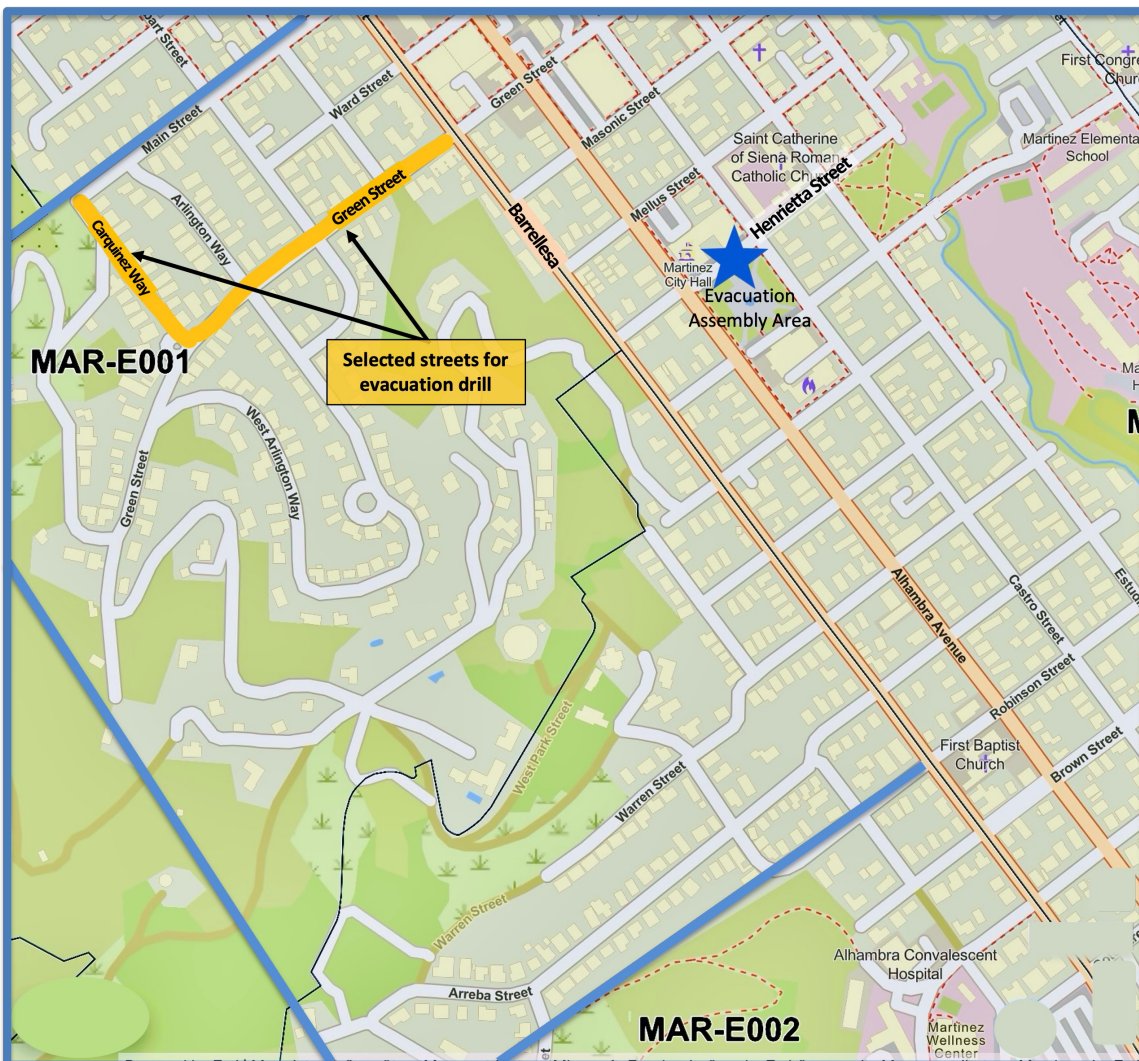 Main Street
Ward Street
Green Street
Masonic Street
First Congre
Church
Martinez Elementa
School
Saint Catherine
of Siena Roman
Catholic Church
Mellus Street
Henrietta Street
Arlington Way
Green Street
Carquinez Way
Barrellesa
Martinez
City Hall
Evacuation
Assembly Area
MAR-E001
Selected streets for
evacuation drill
West Arlington Way
Green Street
Alhambra Avenue
Castro Street
Robinson Street
Brown Street
First Baptist
Church
West Park Street
Warren Street
Warren Street
Arreba Street
Alhambra Convalescent
Hospital
MAR-E002
Martinez
Wellness
Center